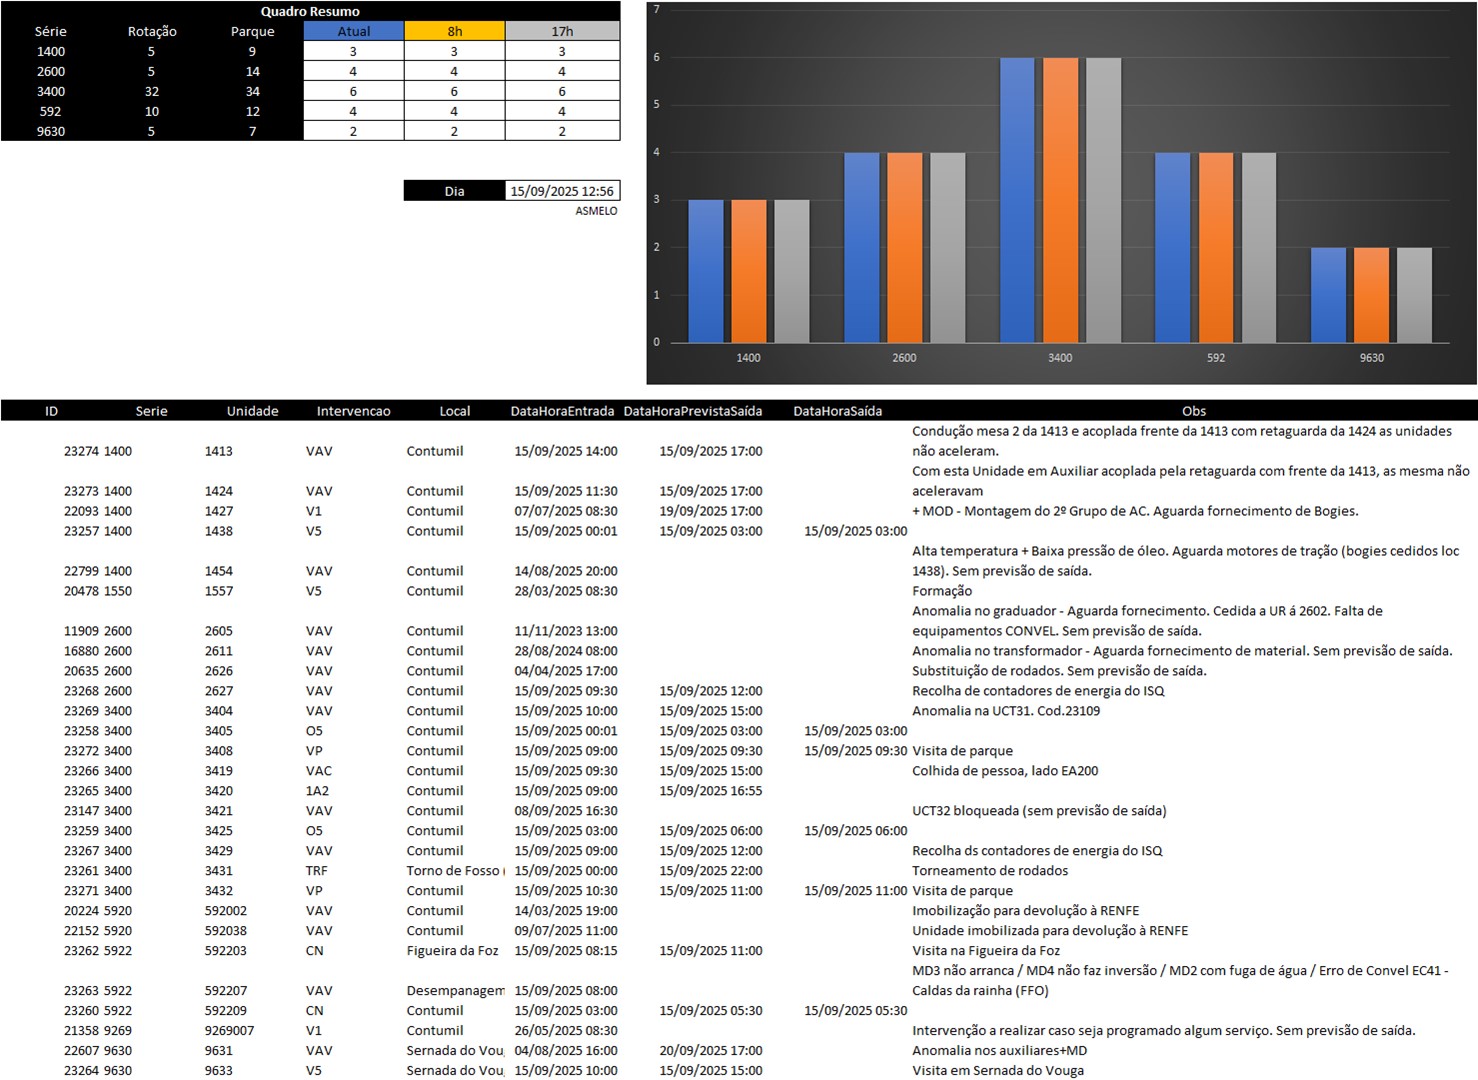 Quadro Resumo
Série Rotação Parque Atual 8h 17h
1400 5 9 3 3 3
2600 5 14 4 4 4
3400 32 34 6 6 6
592 10 12 4 4 4
9630 5 7 2 2 2
Dia 15/09/2025 12:56
ASMELO
7
6
5
4
3
2
1
0
1400 2600 3400 592 9630
ID Serie Unidade Intervencao Local DataHoraEntrada DataHoraPrevistaSaída DataHoraSaída Obs
Condução mesa 2 da 1413 e acoplada frente da 1413 com retaguarda da 1424 as unidades
23274 1400 1413 VAV Contumil 15/09/2025 14:00 15/09/2025 17:00 não aceleram.
Com esta Unidade em Auxiliar acoplada pela retaguarda com frente da 1413, as mesma não
23273 1400 1424 VAV Contumil 15/09/2025 11:30 15/09/2025 17:00 aceleravam
22093 1400 1427 V1 Contumil 07/07/2025 08:30 19/09/2025 17:00 + MOD - Montagem do 2º Grupo de AC. Aguarda fornecimento de Bogies.
23257 1400 1438 V5 Contumil 15/09/2025 00:01 15/09/2025 03:00 15/09/2025 03:00
Alta temperatura + Baixa pressão de óleo. Aguarda motores de tração (bogies cedidos loc
22799 1400 1454 VAV Contumil 14/08/2025 20:00 1438). Sem previsão de saída.
20478 1550 1557 V5 Contumil 28/03/2025 08:30 Formação
Anomalia no graduador - Aguarda fornecimento. Cedida a UR á 2602. Falta de
11909 2600 2605 VAV Contumil 11/11/2023 13:00 equipamentos CONVEL. Sem previsão de saída.
16880 2600 2611 VAV Contumil 28/08/2024 08:00 Anomalia no transformador - Aguarda fornecimento de material. Sem previsão de saída.
20635 2600 2626 VAV Contumil 04/04/2025 17:00 Substituição de rodados. Sem previsão de saída.
23268 2600 2627 VAV Contumil 15/09/2025 09:30 15/09/2025 12:00 Recolha de contadores de energia do ISQ
23269 3400 3404 VAV Contumil 15/09/2025 10:00 15/09/2025 15:00 Anomalia na UCT31. Cod.23109
23258 3400 3405 O5 Contumil 15/09/2025 00:01 15/09/2025 03:00 15/09/2025 03:00
23272 3400 3408 VP Contumil 15/09/2025 09:00 15/09/2025 09:30 15/09/2025 09:30 Visita de parque
23266 3400 3419 VAC Contumil 15/09/2025 09:30 15/09/2025 15:00 Colhida de pessoa, lado EA200
23265 3400 3420 1A2 Contumil 15/09/2025 09:00 15/09/2025 16:55
23147 3400 3421 VAV Contumil 08/09/2025 16:30 UCT32 bloqueada (sem previsão de saída)
23259 3400 3425 O5 Contumil 15/09/2025 03:00 15/09/2025 06:00 15/09/2025 06:00
23267 3400 3429 VAV Contumil 15/09/2025 09:00 15/09/2025 12:00 Recolha ds contadores de energia do ISQ
23261 3400 3431 TRF Torno de Fosso ( 15/09/2025 00:00 15/09/2025 22:00 Torneamento de rodados
23271 3400 3432 VP Contumil 15/09/2025 10:30 15/09/2025 11:00 15/09/2025 11:00 Visita de parque
20224 5920 592002 VAV Contumil 14/03/2025 19:00 Imobilização para devolução à RENFE
22152 5920 592038 VAV Contumil 09/07/2025 11:00 Unidade imobilizada para devolução à RENFE
23262 5922 592203 CN Figueira da Foz 15/09/2025 08:15 15/09/2025 11:00 Visita na Figueira da Foz
MD3 não arranca / MD4 não faz inversão / MD2 com fuga de água / Erro de Convel EC41 -
23263 5922 592207 VAV Desempanagem 15/09/2025 08:00 Caldas da rainha (FFO)
23260 5922 592209 CN Contumil 15/09/2025 03:00 15/09/2025 05:30 15/09/2025 05:30
21358 9269 9269007 V1 Contumil 26/05/2025 08:30 Intervenção a realizar caso seja programado algum serviço. Sem previsão de saída.
22607 9630 9631 VAV Sernada do Voug 04/08/2025 16:00 20/09/2025 17:00 Anomalia nos auxiliares+MD
23264 9630 9633 V5 Sernada do Voug 15/09/2025 10:00 15/09/2025 15:00 Visita em Sernada do Vouga